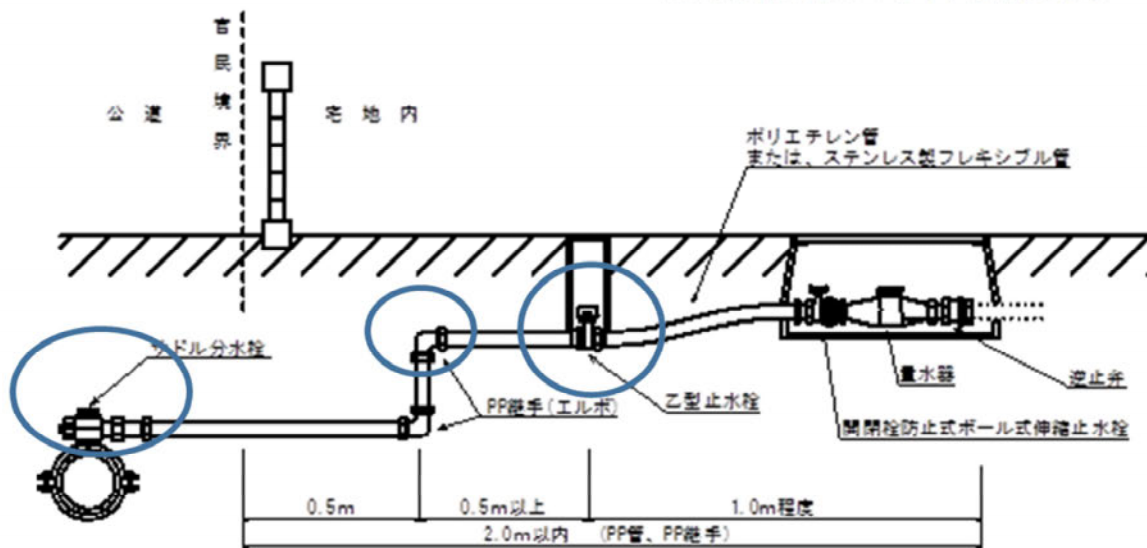 官民境界
公 道
宅 地 内
ポリエチレン管
または、ステンレス製フレキシブル管
サドル分水栓
PP継手(エルボ)
乙型止水栓
量水器
逆止弁
開閉栓防止式ボール式伸縮止水栓
0.5m
0.5m以上
1.0m程度
2.0m以内 (PP管、PP継手)